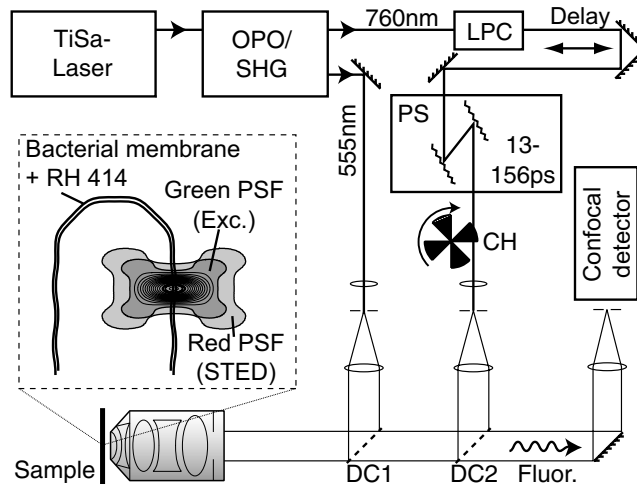 TiSa-
Laser
OPO/
SHG
760nm
LPC
Delay
555nm
PS
13-
156ps
CH
Confocal
detector
Bacterial membrane
+ RH 414
Green PSF
(Exc.)
Red PSF
(STED)
Sample
DC1
DC2
Fluor.